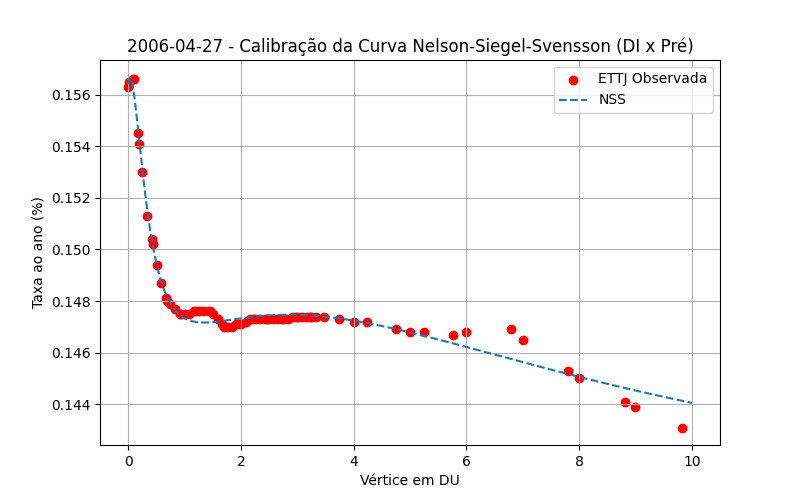 2006-04-27 - Calibração da Curva Nelson-Siegel-Svensson (DI x Pré)
ETTJ Observada
NSS
Taxa ao ano (%)
0.156
0.154
0.152
0.150
0.148
0.146
0.144
0 2 4 6 8 10
Vértice em DU